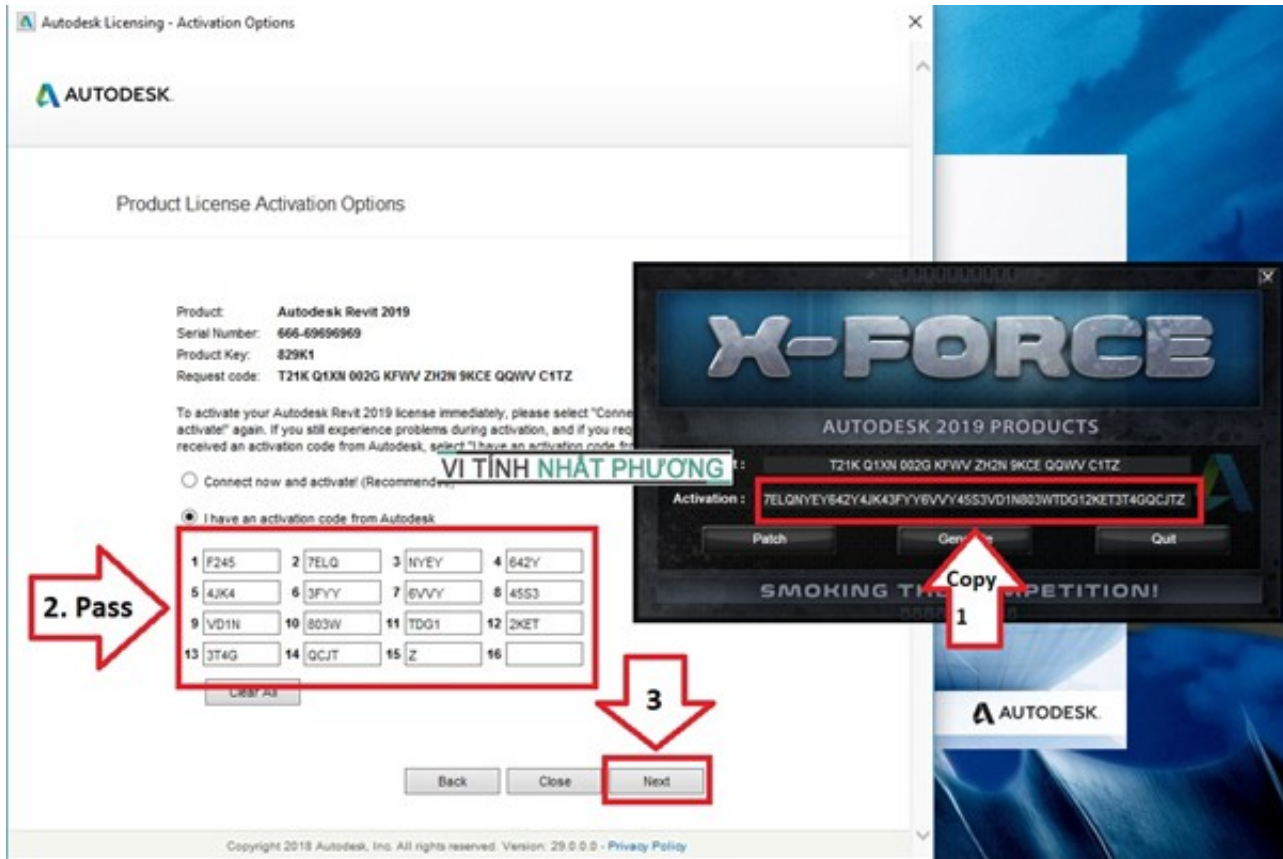 Autodesk Licensing - Activation Options
AUTODESK.
Product License Activation Options
Product: Autodesk Revit 2019
Serial Number: 666-69696969
Product Key: 829K1
Request code: T21K Q1XN 002G KFWV ZH2N 9KCE QQWV C1TZ
To activate your Autodesk Revit 2019 license immediately, please select "Conne
activate!" again. If you still experience problems during activation, and if you req
received an activation code from Autodesk, select "I have an activation code fr
VI TÍNH NHẤT PHƯƠNG
Connect now and activate! (Recommended)
I have an activation code from Autodesk
1 F245 2 7ELQ 3 NYEY 4 642Y
5 4JK4 6 3FYY 7 6VVY 8 45S3
9 VD1N 10 803W 11 TDG1 12 2KET
13 3T4G 14 QCJT 15 Z 16
Clear All
2. Pass
3
Back Close Next
Copyright 2018 Autodesk, Inc. All rights reserved. Version: 29.0.0.0 - Privacy Policy
X-FORCE
AUTODESK 2019 PRODUCTS
T21K Q1XN 002G KFWV ZH2N 9KCE QQWV C1TZ
Activation : 7ELQNYEY642Y4JK43FYY6VVY45S3VD1N803WTDG12KET3T4GQCJTZ
Patch Quit
Copy
1
AUTODESK.